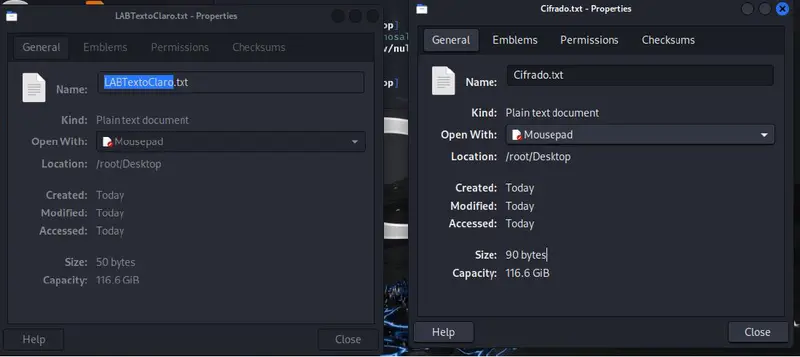 LABTextoClaro.txt - Properties
General Emblems Permissions Checksums
Name: LABTextoClaro.txt
Kind: Plain text document
Open With: Mousepad
Location: /root/Desktop
Created: Today
Modified: Today
Accessed: Today
Size: 50 bytes
Capacity: 116.6 GiB
Help Close
op]
op]
Cifrado.txt - Properties
General Emblems Permissions Checksums
Name: Cifrado.txt
Kind: Plain text document
Open With: Mousepad
Location: /root/Desktop
Created: Today
Modified: Today
Accessed: Today
Size: 90 bytes
Capacity: 116.6 GiB
Help Close